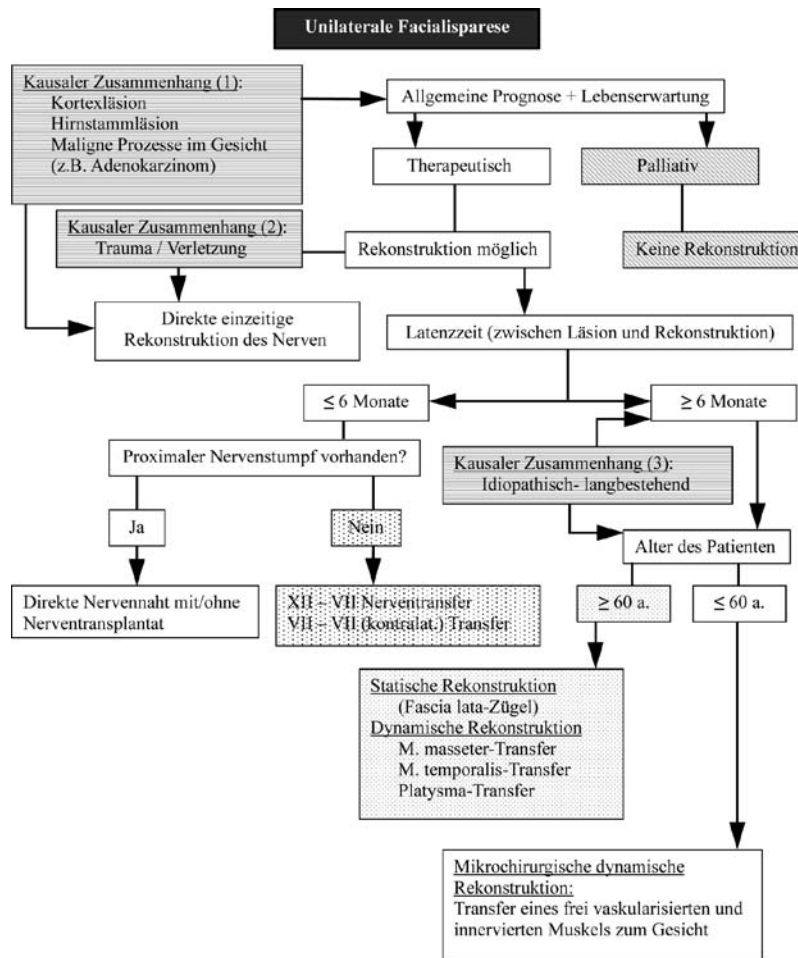 Unilaterale Facialisparese
Kausaler Zusammenhang (1):
Kortexläsion
Hirnstammläsion
Maligne Prozesse im Gesicht
(z.B. Adenokarzinom)
Allgemeine Prognose + Lebenserwartung
Therapeutisch
Palliativ
Kausaler Zusammenhang (2):
Trauma / Verletzung
Rekonstruktion möglich
Keine Rekonstruktion
Direkte einzeitige
Rekonstruktion des Nerven
Latenzzeit (zwischen Läsion und Rekonstruktion)
≤ 6 Monate
≥ 6 Monate
Proximaler Nervenstumpf vorhanden?
Kausaler Zusammenhang (3):
Idiopathisch- langbestehend
Ja
Nein
Alter des Patienten
Direkte Nervennaht mit/ohne
Nerventransplantat
XII – VII Nerventransfer
VII – VII (kontralat.) Transfer
≥ 60 a.
≤ 60 a.
Statische Rekonstruktion
(Fascia lata-Zügel)
Dynamische Rekonstruktion
M. masseter-Transfer
M. temporalis-Transfer
Platysma-Transfer
Mikrochirurgische dynamische
Rekonstruktion:
Transfer eines frei vaskularisierten und
innervierten Muskels zum Gesicht